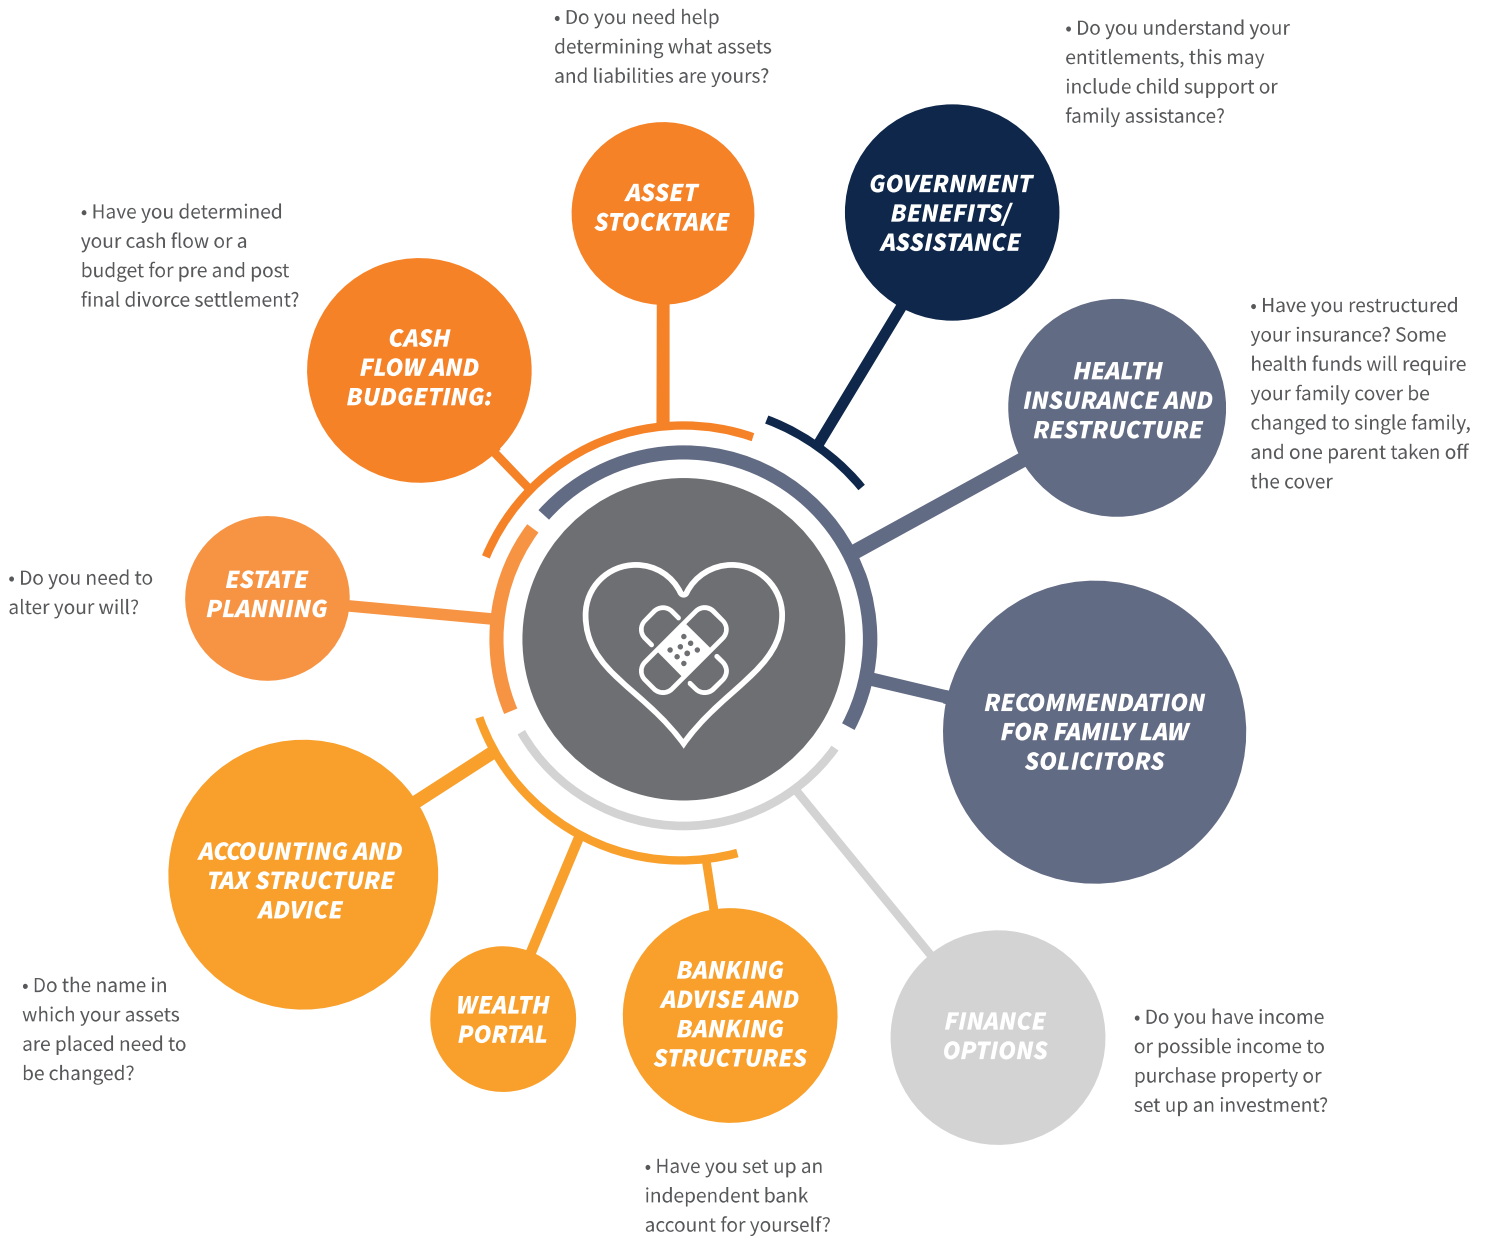 • Do you need help
determining what assets
and liabilities are yours?
• Do you understand your
entitlements, this may
include child support or
family assistance?
ASSET
STOCKTAKE
GOVERNMENT
BENEFITS/
ASSISTANCE
• Have you determined
your cash flow or a
budget for pre and post
final divorce settlement?
CASH
FLOW AND
BUDGETING:
HEALTH
INSURANCE AND
RESTRUCTURE
• Have you restructured
your insurance? Some
health funds will require
your family cover be
changed to single family,
and one parent taken off
the cover
• Do you need to
alter your will?
ESTATE
PLANNING
RECOMMENDATION
FOR FAMILY LAW
SOLICITORS
ACCOUNTING AND
TAX STRUCTURE
ADVICE
• Do the name in
which your assets
are placed need to
be changed?
WEALTH
PORTAL
BANKING
ADVISE AND
BANKING
STRUCTURES
• Have you set up an
independent bank
account for yourself?
FINANCE
OPTIONS
• Do you have income
or possible income to
purchase property or
set up an investment?